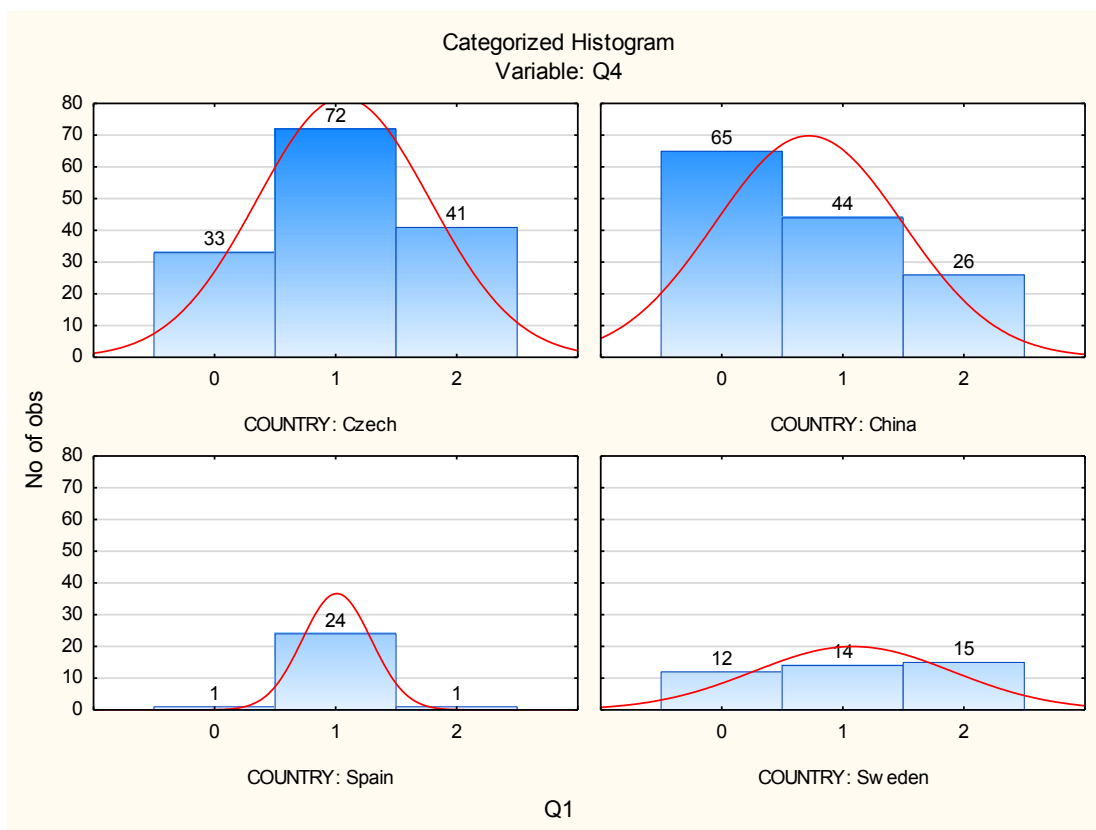 Categorized Histogram
Variable: Q4
No of obs
80
70
60
50
40
30
20
10
0
33
72
41
0 1 2
COUNTRY: Czech
65
44
26
0 1 2
COUNTRY: China
80
70
60
50
40
30
20
10
0
1
24
1
0 1 2
COUNTRY: Spain
12
14
15
0 1 2
COUNTRY: Sw eden
Q1